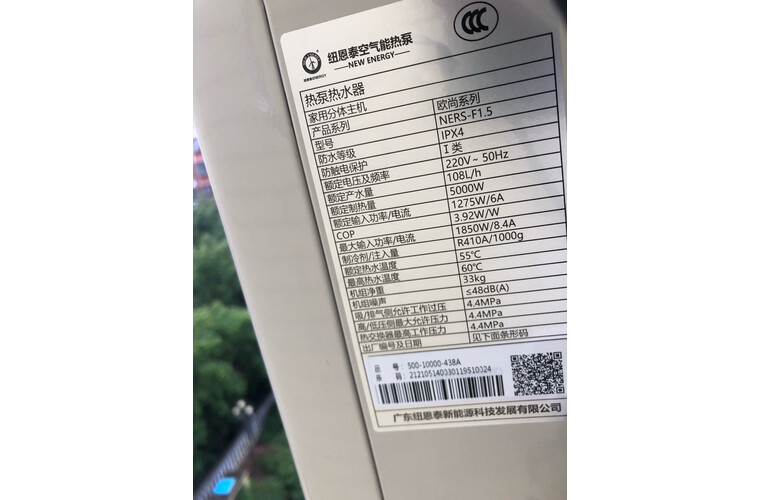 纽恩泰空气能热泵
NEW ENERGY
热泵热水器
家用分体主机
产品系列 欧尚系列
型号 NERS-F1.5
防水等级 IPX4
防触电保护 I 类
额定电压及频率 220V~ 50Hz
额定产水量 108L/h
额定制热量 5000W
额定输入功率/电流 1275W/6A
COP 3.92W/W
最大输入功率/电流 1850W/8.4A
制冷剂/注入量 R410A/1000g
额定热水温度 55℃
最高热水温度 60℃
机组净重 33kg
机组噪声 ≤48dB(A)
吸/排气侧允许工作过压 4.4MPa
高/低压侧最大允许压力 4.4MPa
热交换器最高工作压力 4.4MPa
出厂编号及日期 见下面条形码
品 号: 500-10000-438A
序 码: 212105140030119510024
广东纽恩泰新能源科技发展有限公司